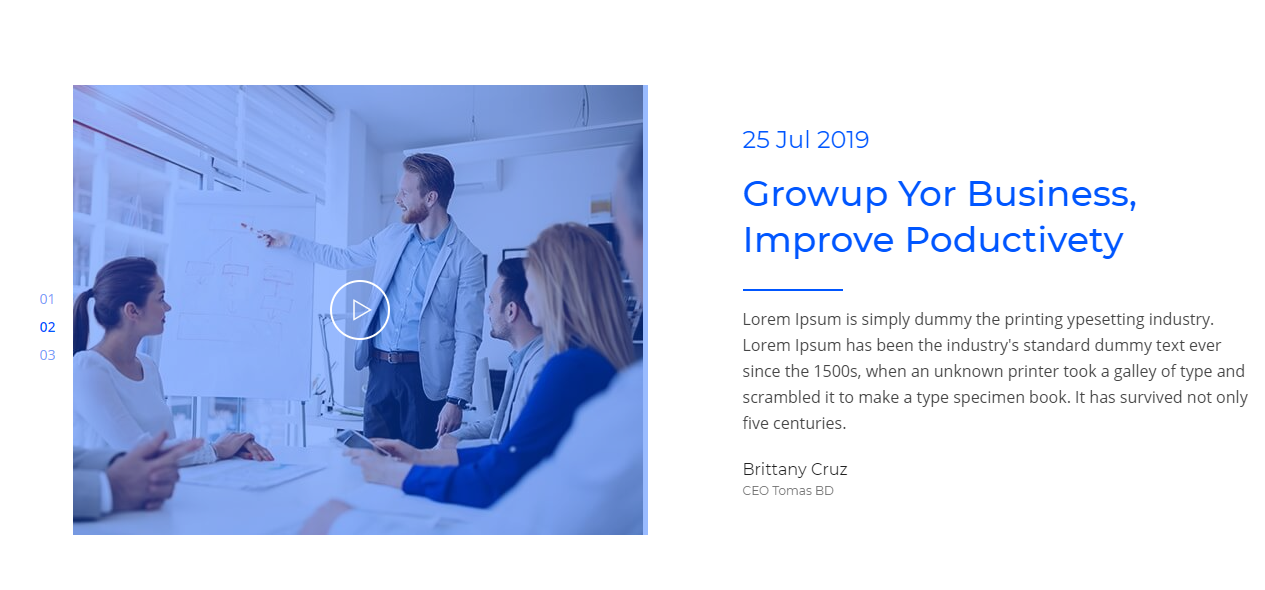 01
02
03
25 Jul 2019
Growup Yor Business,
Improve Poductivety
Lorem Ipsum is simply dummy the printing ypesetting industry.
Lorem Ipsum has been the industry's standard dummy text ever
since the 1500s, when an unknown printer took a galley of type and
scrambled it to make a type specimen book. It has survived not only
five centuries.
Brittany Cruz
CEO Tomas BD